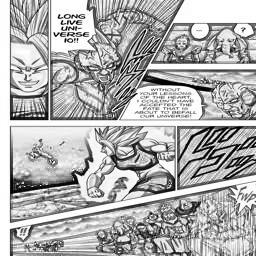 LONG
LIVE
UNI-
VERSE
10!!
...
?
WITHOUT
YOUR LESSONS
OF THE HEART,
I COULDN'T HAVE
ACCEPTED THE
FATE THAT IS
ABOUT TO BEFALL
OUR UNIVERSE!
!!